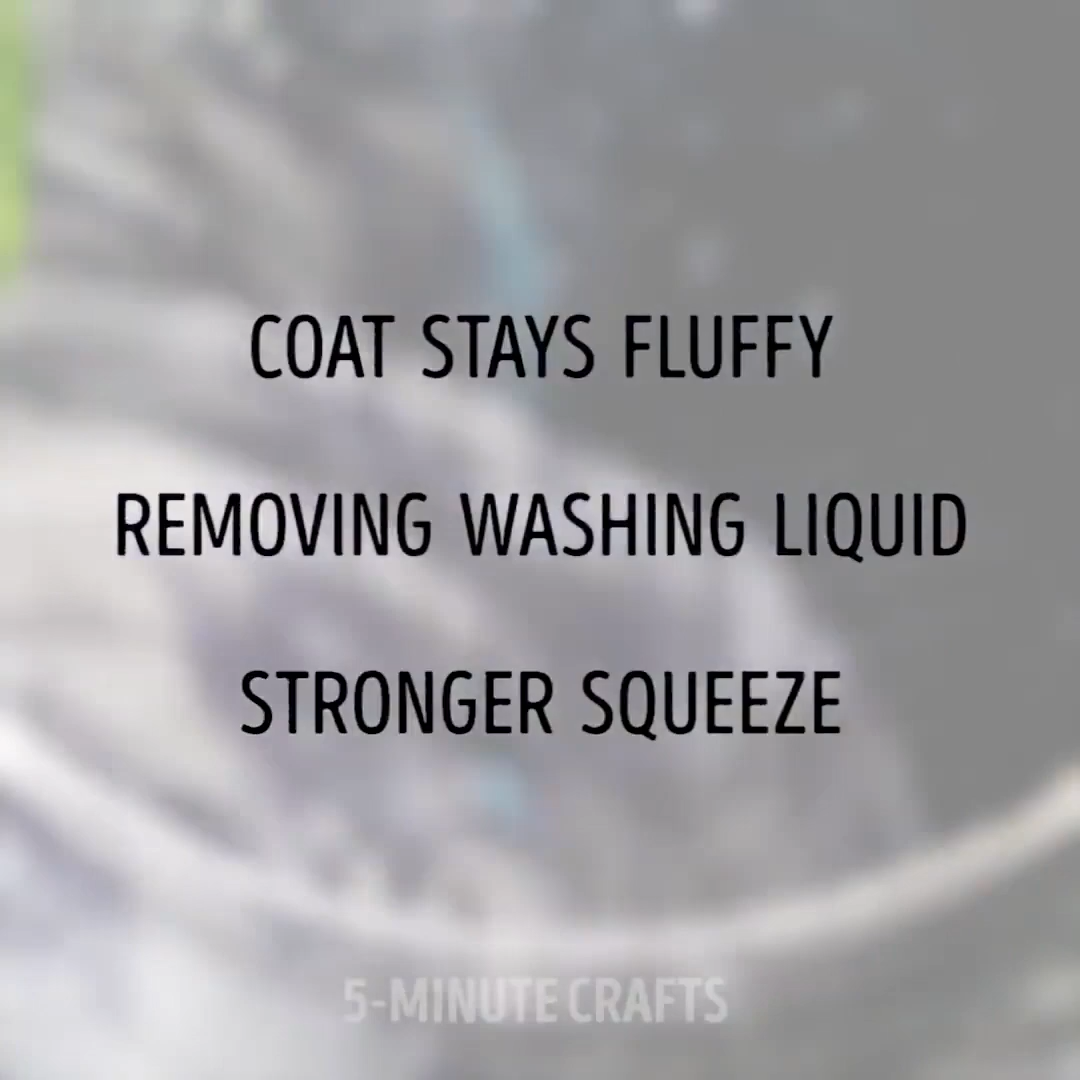 COAT STAYS FLUFFY
REMOVING WASHING LIQUID
STRONGER SQUEEZE
5-MINUTE CRAFTS